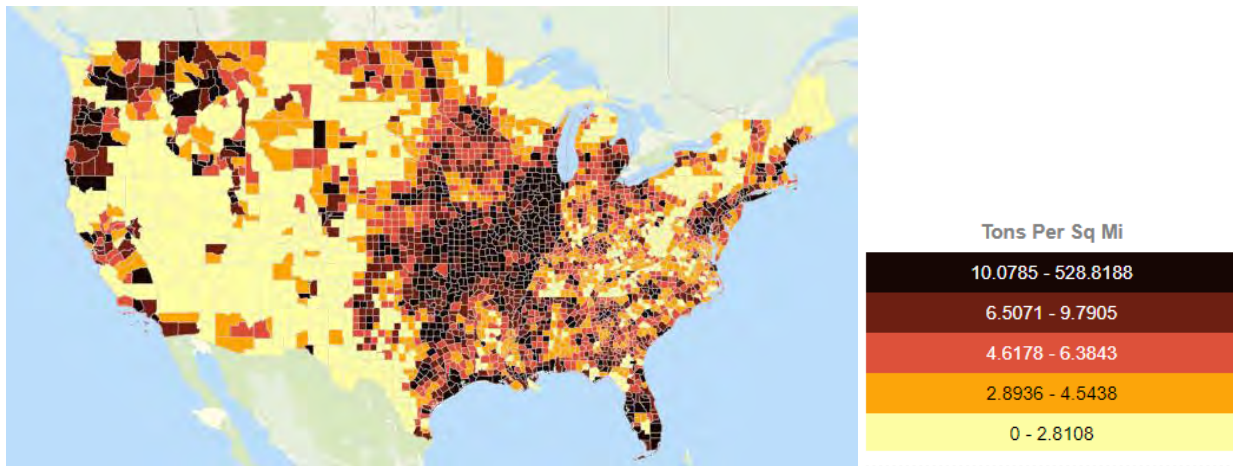 Tons Per Sq Mi
10.0785 - 528.8188
6.5071 - 9.7905
4.6178 - 6.3843
2.8936 - 4.5438
0 - 2.8108